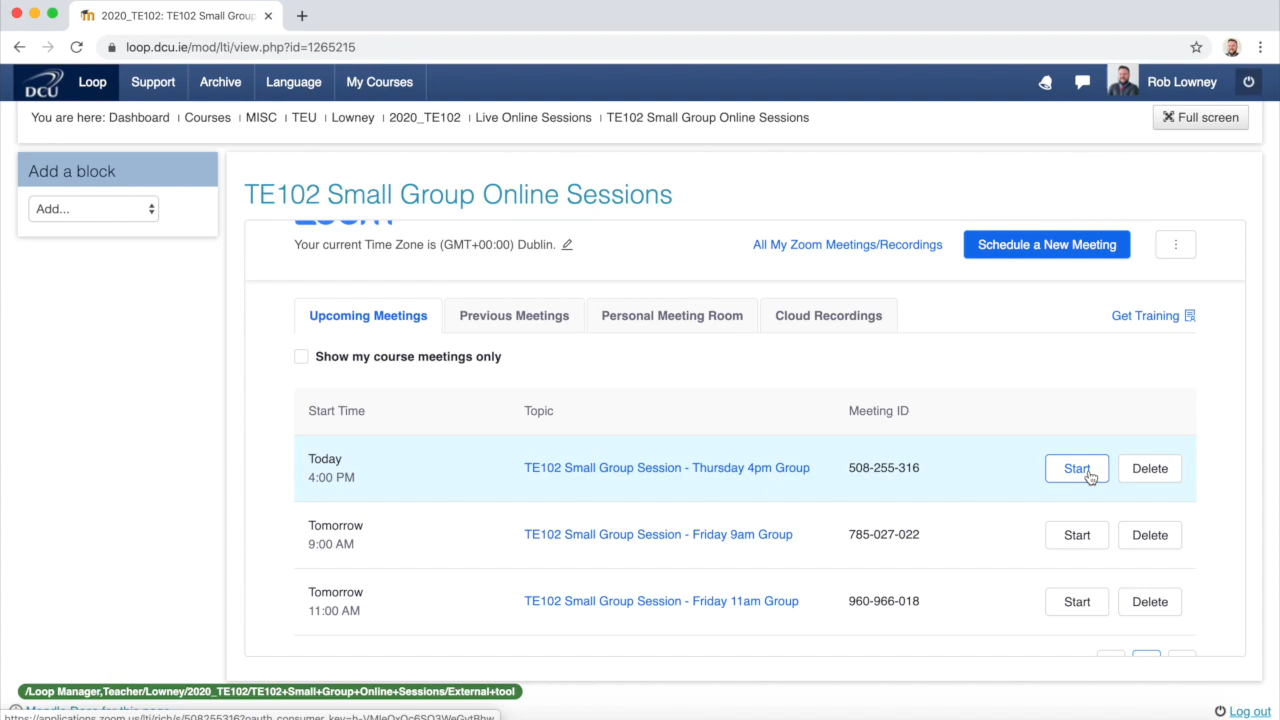 2020_TE102: TE102 Small Group
loop.dcu.ie/mod/lti/view.php?id=1265215
DCU
Loop
Support
Archive
Language
My Courses
Rob Lowney
You are here: Dashboard
Courses
MISC
TEU
Lowney
2020_TE102
Live Online Sessions
TE102 Small Group Online Sessions
Full screen
Add a block
Add...
TE102 Small Group Online Sessions
Your current Time Zone is (GMT+00:00) Dublin.
All My Zoom Meetings/Recordings
Schedule a New Meeting
Upcoming Meetings
Previous Meetings
Personal Meeting Room
Cloud Recordings
Get Training
Show my course meetings only
Start Time
Topic
Meeting ID
Today
4:00 PM
TE102 Small Group Session - Thursday 4pm Group
508-255-316
Start
Delete
Tomorrow
9:00 AM
TE102 Small Group Session - Friday 9am Group
785-027-022
Start
Delete
Tomorrow
11:00 AM
TE102 Small Group Session - Friday 11am Group
960-966-018
Start
Delete
/Loop Manager,Teacher/Lowney/2020_TE102/TE102+Small+Group+Online+Sessions/External+tool
Log out